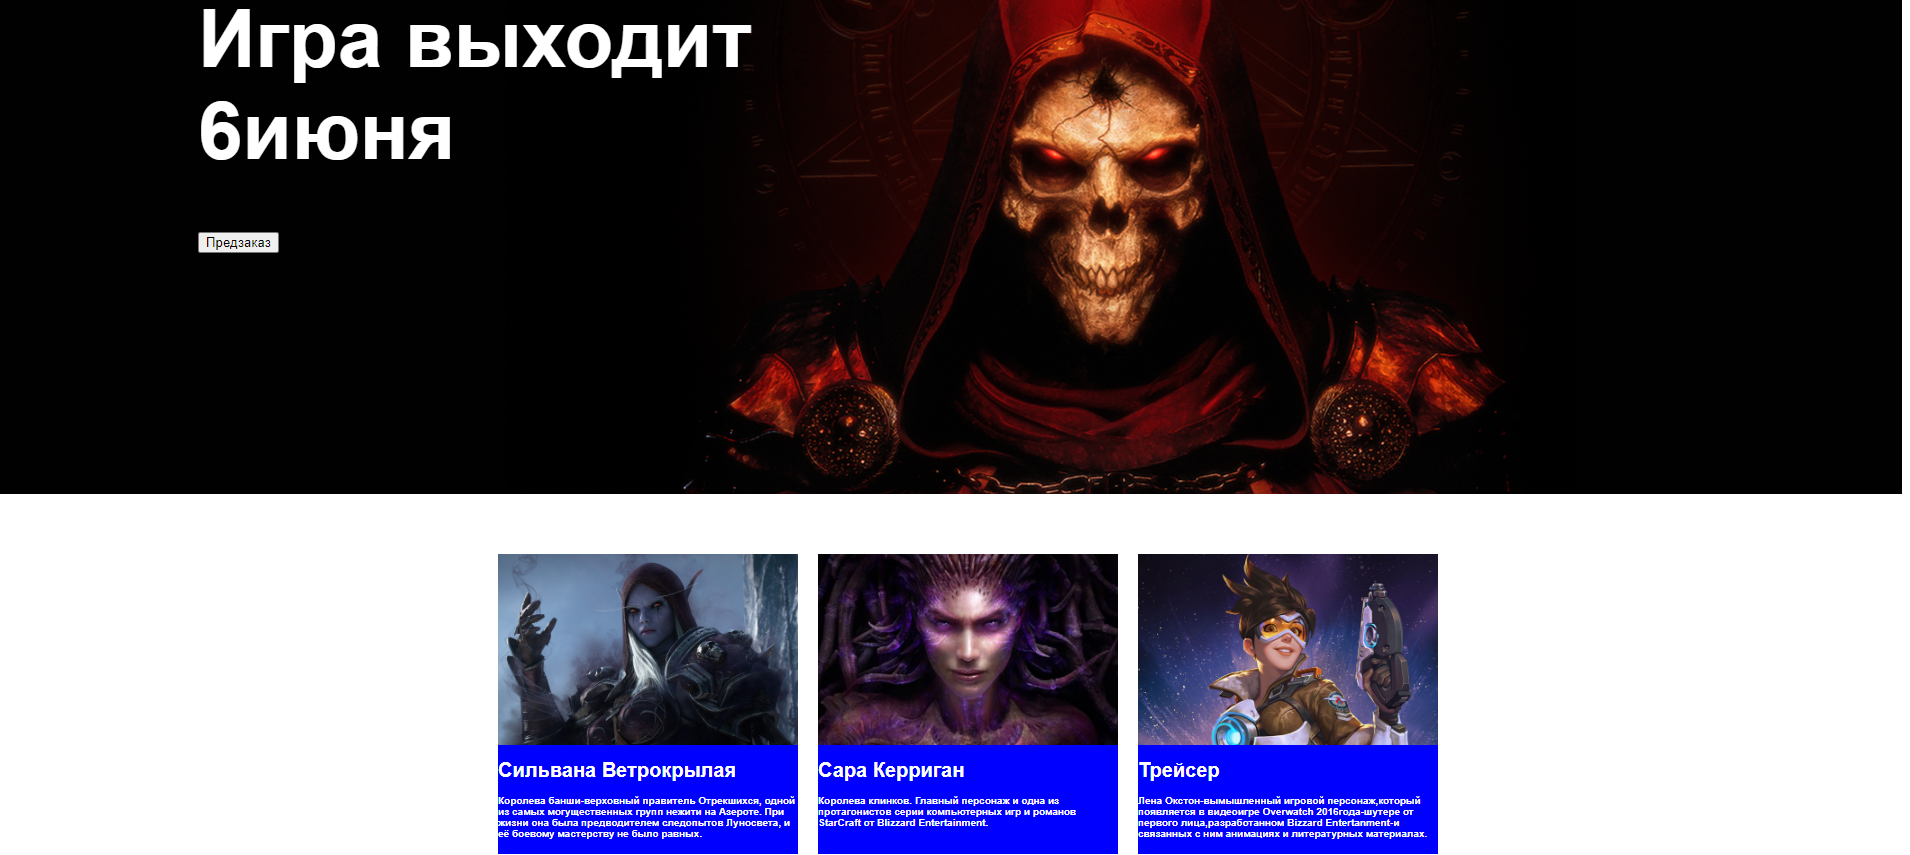 Игра выходит
6июня
Предзаказ
Сильвана Ветрокрылая
Королева банши-верховный правитель Отрекшихся, одной
из самых могущественных групп нежити на Азероте. При
жизни она была предводителем следопытов Луносвета, и
её боевому мастерству не было равных.
Сара Керриган
Королева клинков. Главный персонаж и одна из
протагонистов серии компьютерных игр и романов
StarCraft от Blizzard Entertainment.
Трейсер
Лена Окстон-вымышленный игровой персонаж,который
появляется в видеоигре Overwatch 2016года-шутере от
первого лица,разработанном Bizzard Entertanment-и
связанных с ним анимациях и литературных материалах.